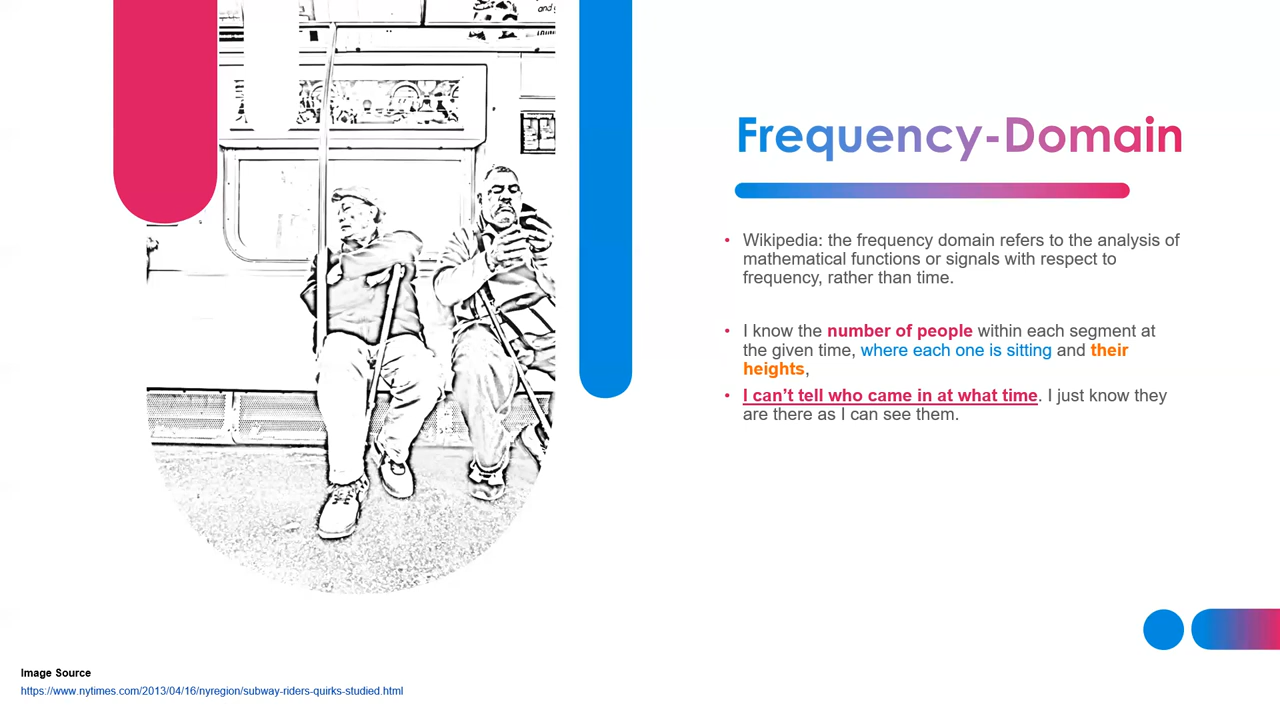 Frequency-Domain
• Wikipedia: the frequency domain refers to the analysis of
mathematical functions or signals with respect to
frequency, rather than time.
• I know the number of people within each segment at
the given time, where each one is sitting and their
heights,
• I can’t tell who came in at what time. I just know they
are there as I can see them.
Image Source
https://www.nytimes.com/2013/04/16/nyregion/subway-riders-quirks-studied.html